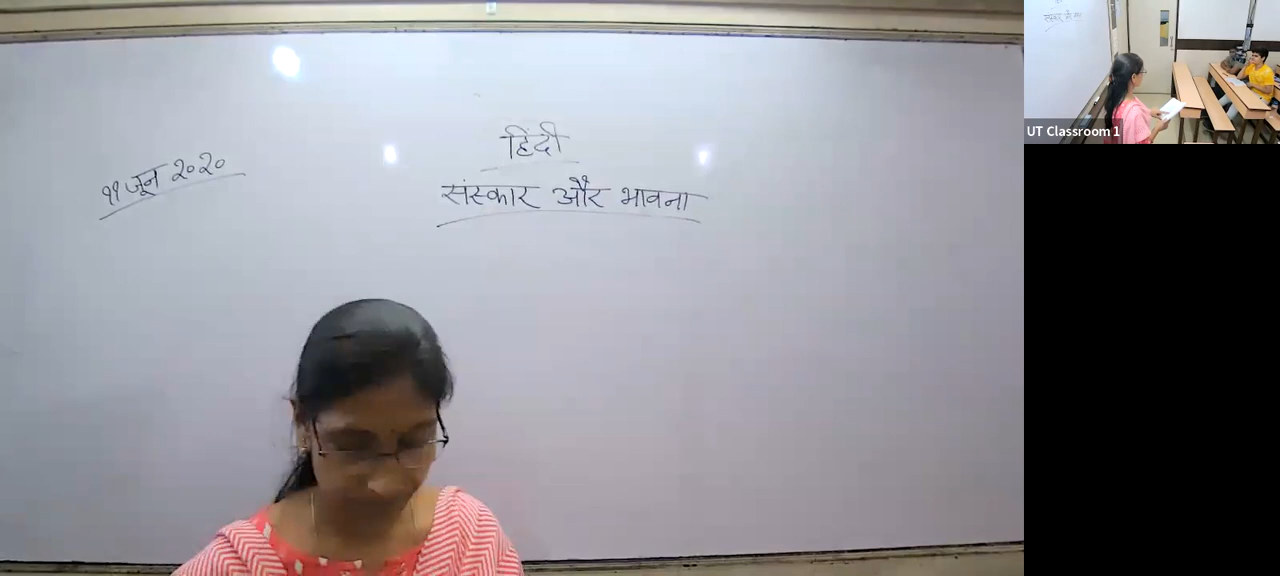 हिंदी
११ जून २०२०
संस्कार और भावना
UT Classroom 1